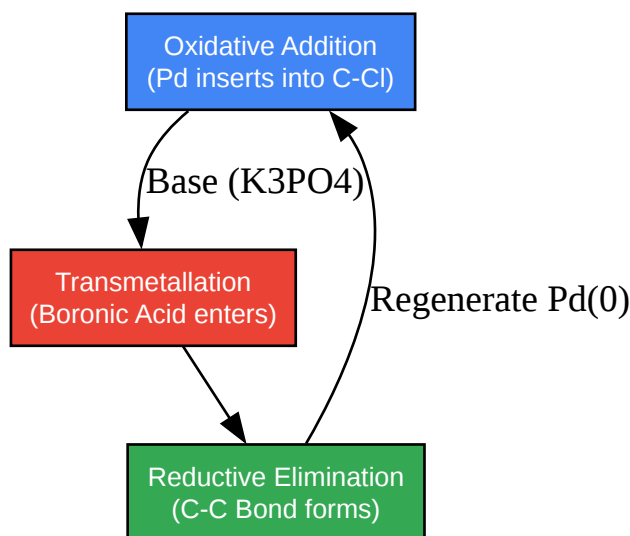 Oxidative Addition
(Pd inserts into C-Cl)
Base (K3PO4)
Transmetallation
(Boronic Acid enters)
Regenerate Pd(0)
Reductive Elimination
(C-C Bond forms)